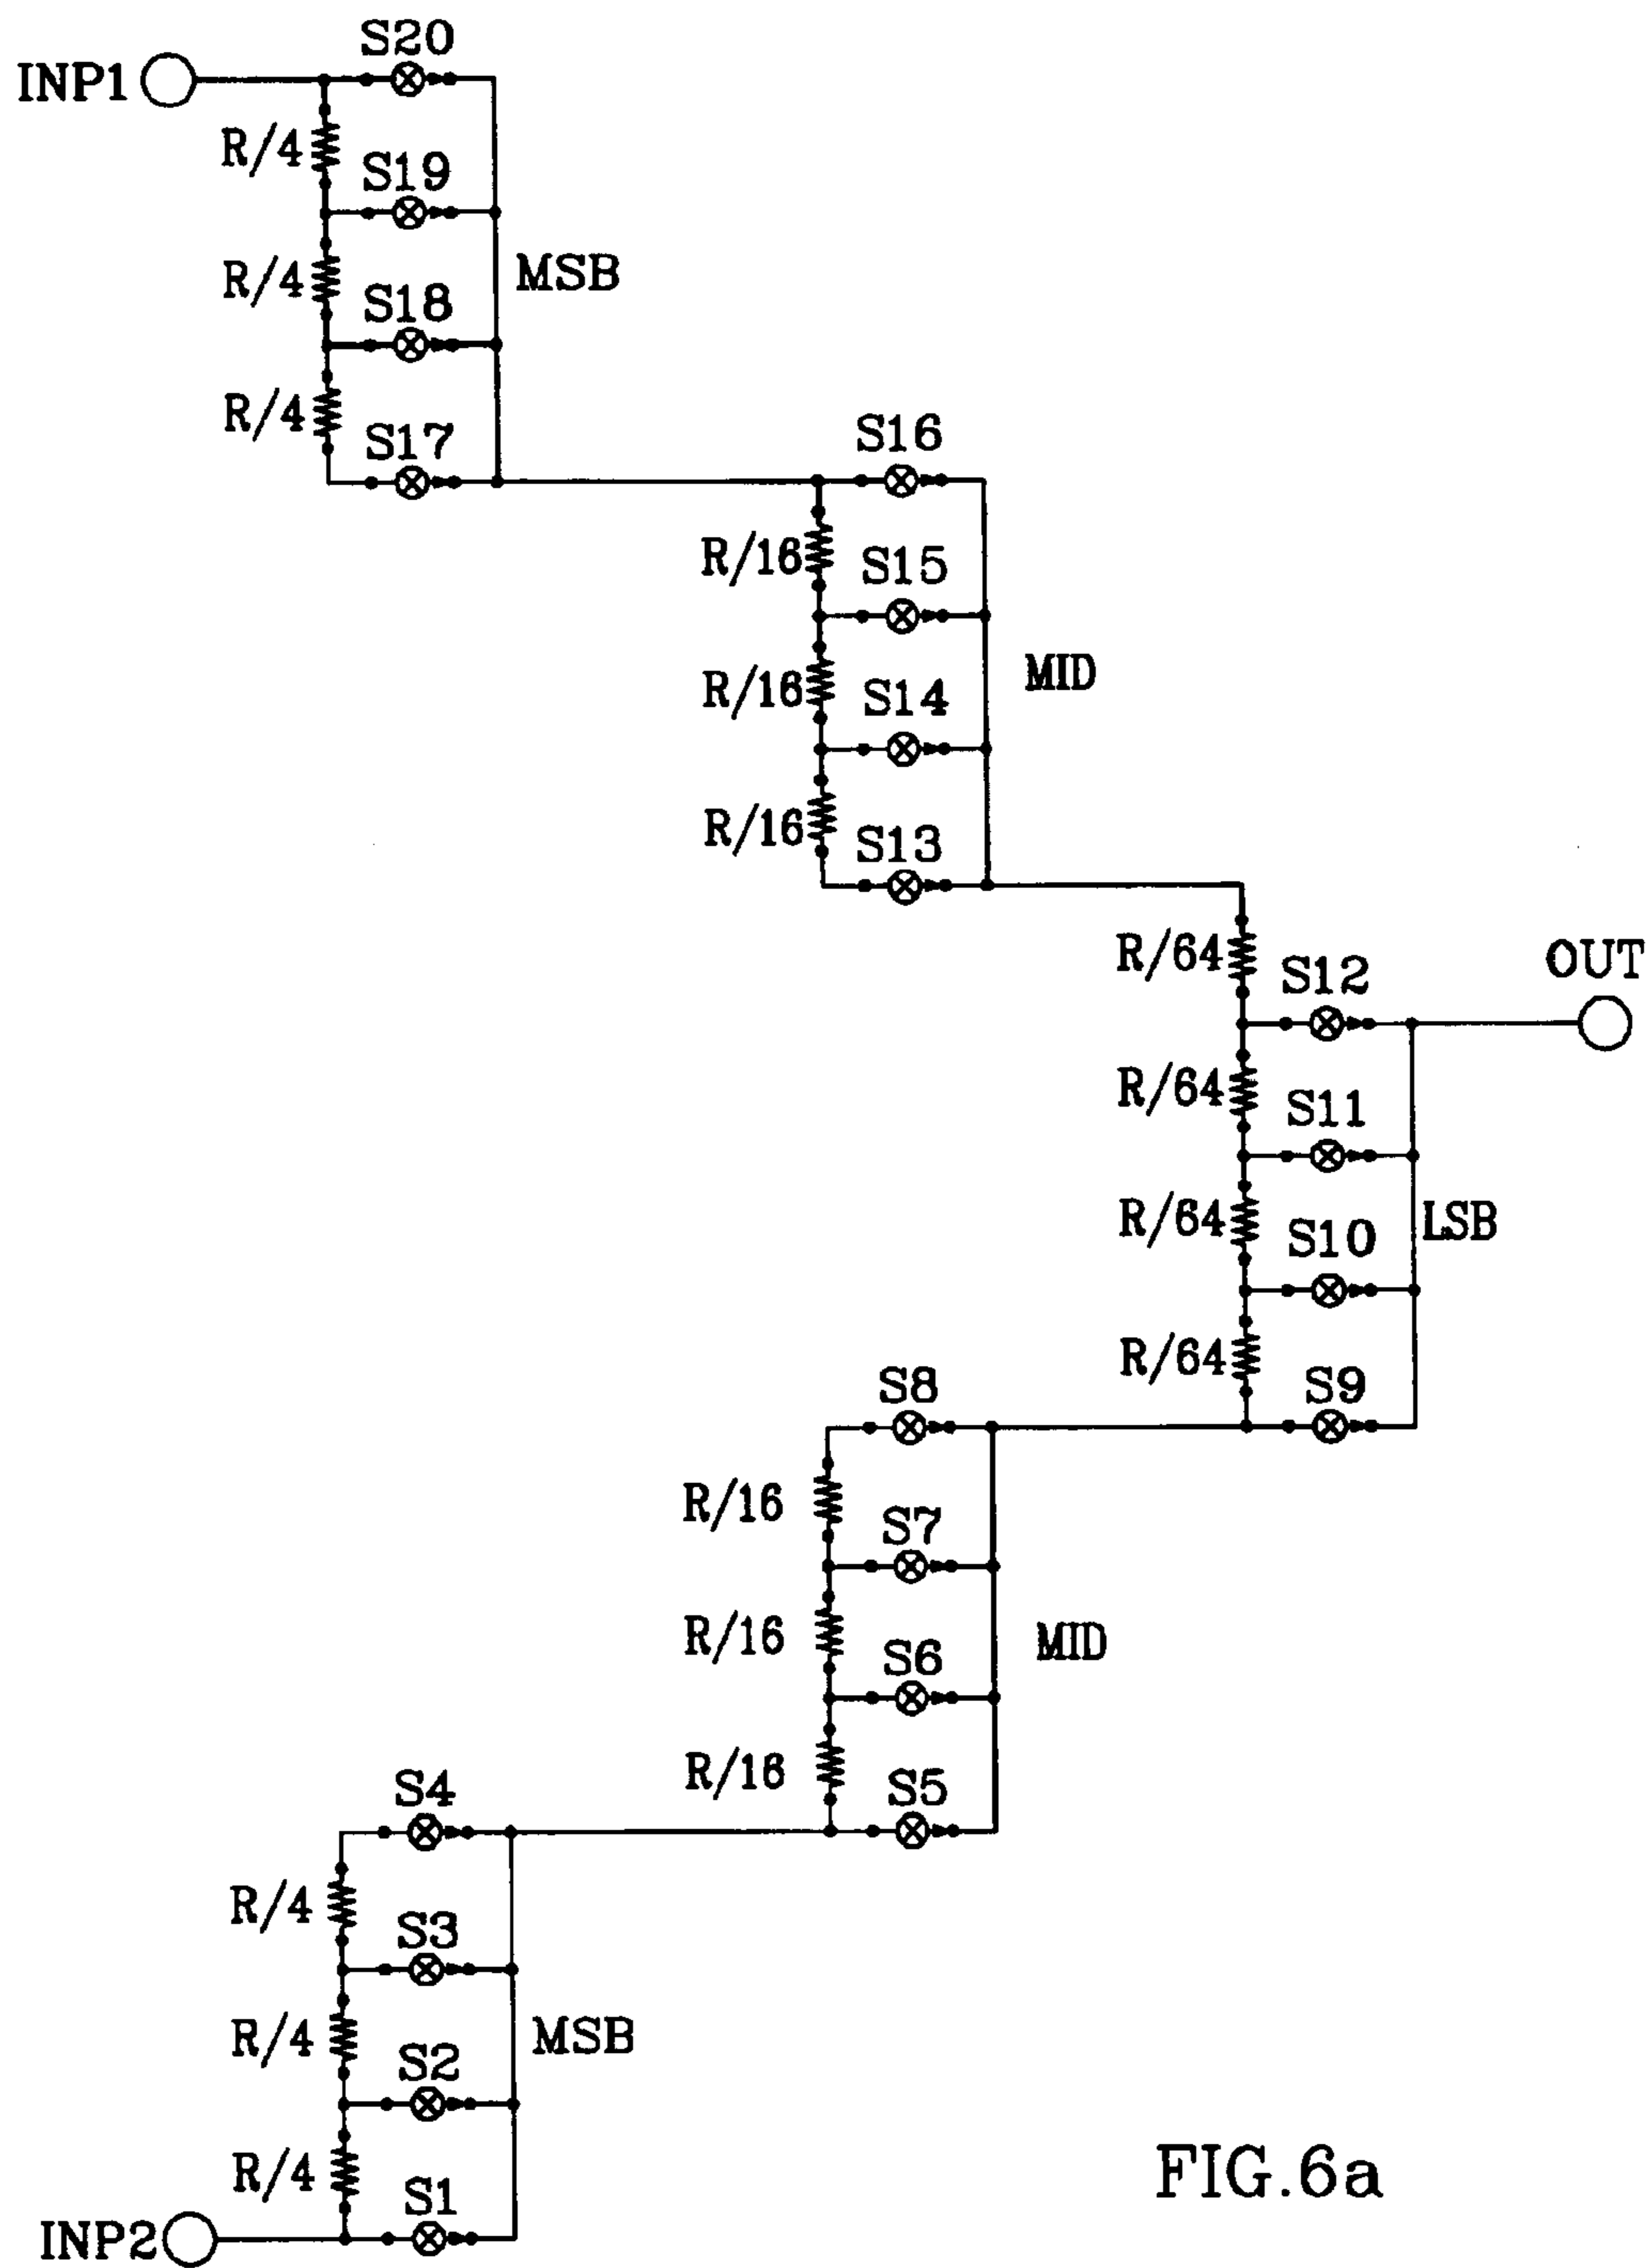 S20
INP1
R/4
S19
R/4
MSB
S18
R/4
S17
S16
R/16
S15
R/16
MID
S14
R/16
S13
R/64
S12
OUT
R/64
S11
R/64
S10
LSB
R/64
S9
S8
R/16
S7
R/16
MID
S6
R/16
S5
S4
R/4
S3
R/4
MSB
S2
R/4
S1
INP2
FIG.6a